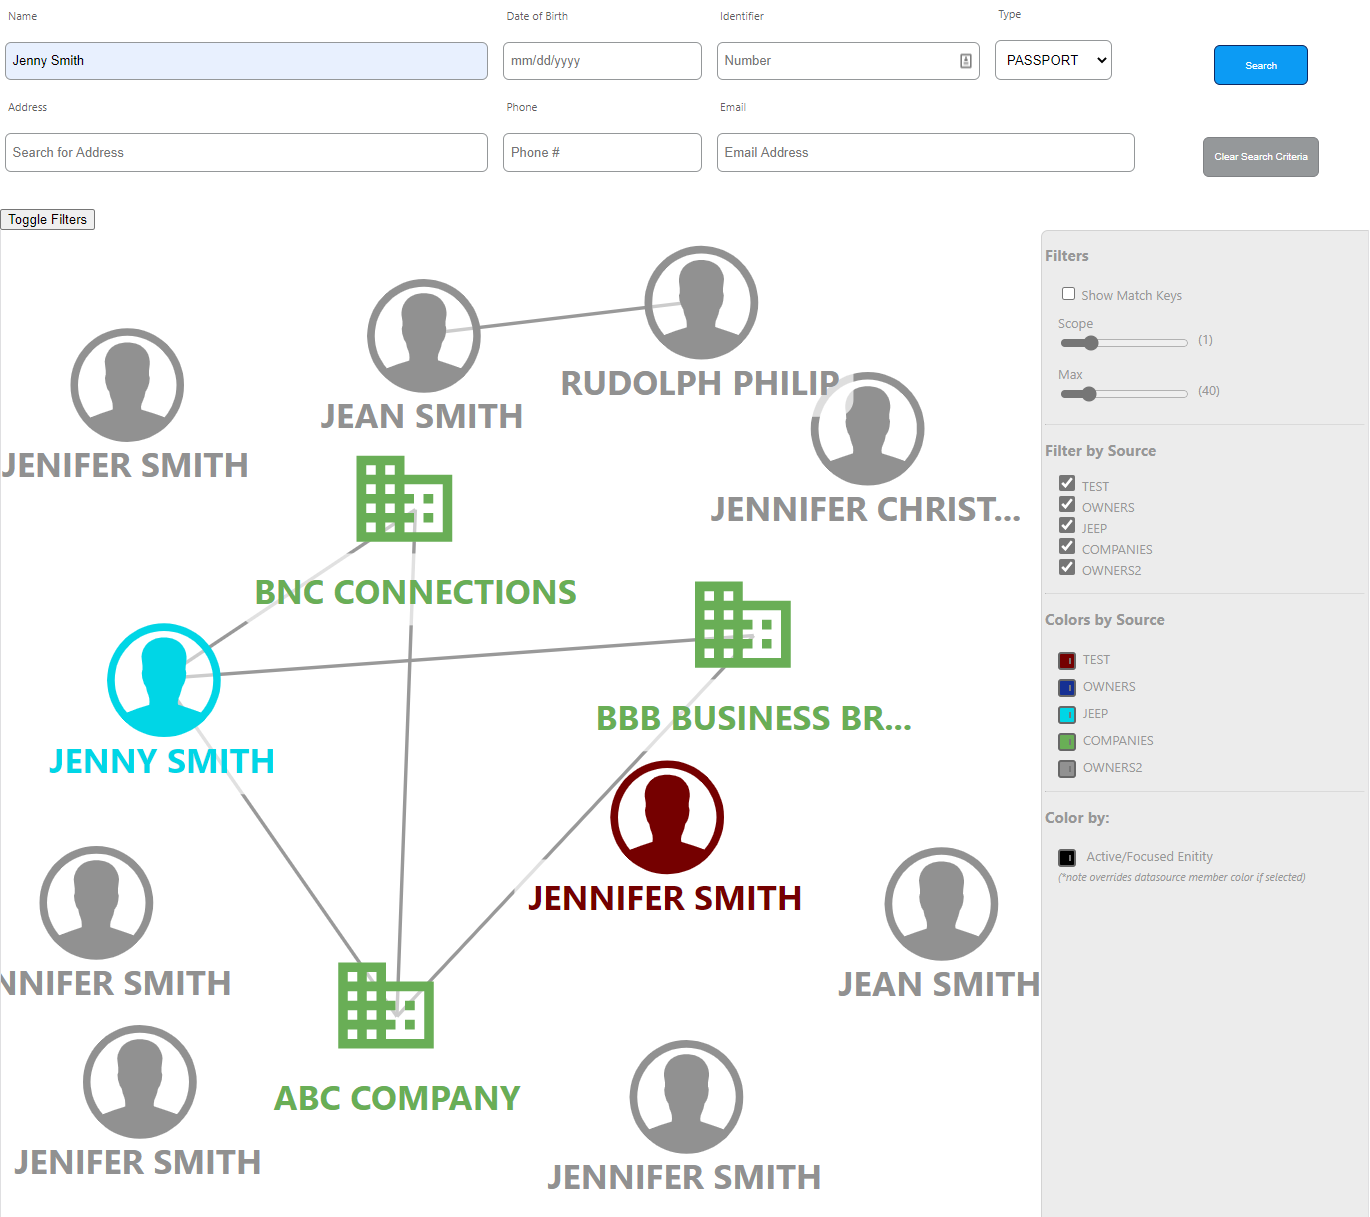 Name
Date of Birth
Identifier
Type
Jenny Smith
mm/dd/yyyy
Number
PASSPORT
Search
Address
Phone
Email
Search for Address
Phone #
Email Address
Clear Search Criteria
Toggle Filters
JENIFER SMITH
JEAN SMITH
RUDOLPH PHILIP
JENNIFER CHRIST...
BNC CONNECTIONS
BBB BUSINESS BR...
JENNY SMITH
JENNIFER SMITH
NNIFER SMITH
JEAN SMITH
ABC COMPANY
JENIFER SMITH
JENNIFER SMITH
Filters
Show Match Keys
Scope
(1)
Max
(40)
Filter by Source
TEST
OWNERS
JEEP
COMPANIES
OWNERS2
Colors by Source
TEST
OWNERS
JEEP
COMPANIES
OWNERS2
Color by:
Active/Focused Enitity
(*note overrides datasource member color if selected)